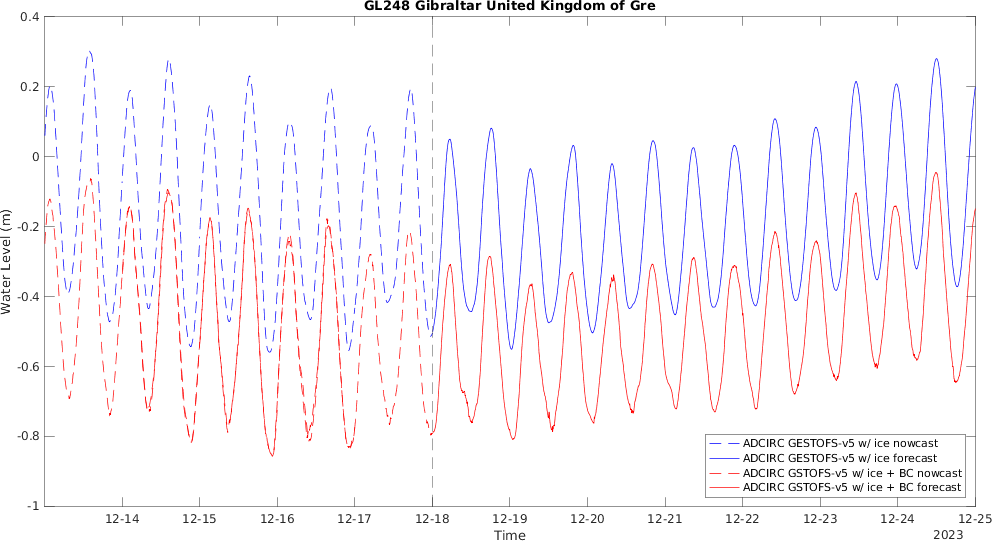 GL248 Gibraltar United Kingdom of Gre
0.4
0.2
0
-0.2
-0.4
-0.6
-0.8
-1
Water Level (m)
ADCIRC GESTOFS-v5 w/ ice nowcast
ADCIRC GESTOFS-v5 w/ ice forecast
ADCIRC GSTOFS-v5 w/ ice + BC nowcast
ADCIRC GSTOFS-v5 w/ ice + BC forecast
12-14 12-15 12-16 12-17 12-18 12-19 12-20 12-21 12-22 12-23 12-24 12-25
Time
2023